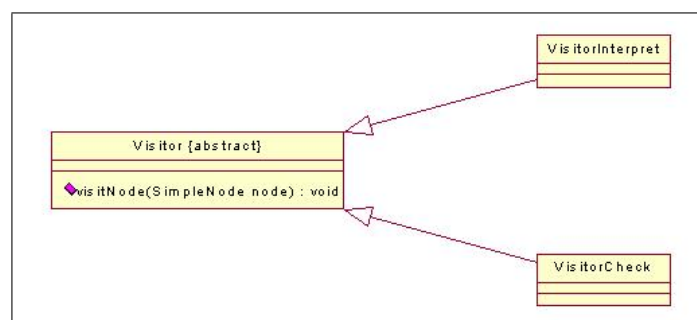 VisitorInterpret
Visitor {abstract}
visitNode(SimpleNode node) : void
VisitorCheck